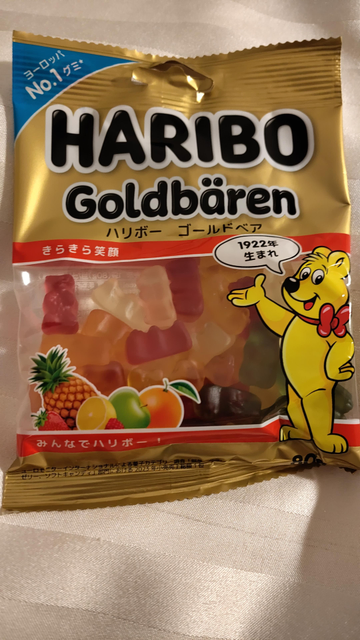 ヨーロッパ
No.1グミ*
HARIBO
Goldbären
ハリボー ゴールドベア
きらきら笑顔
1922年
生まれ
みんなでハリボー!